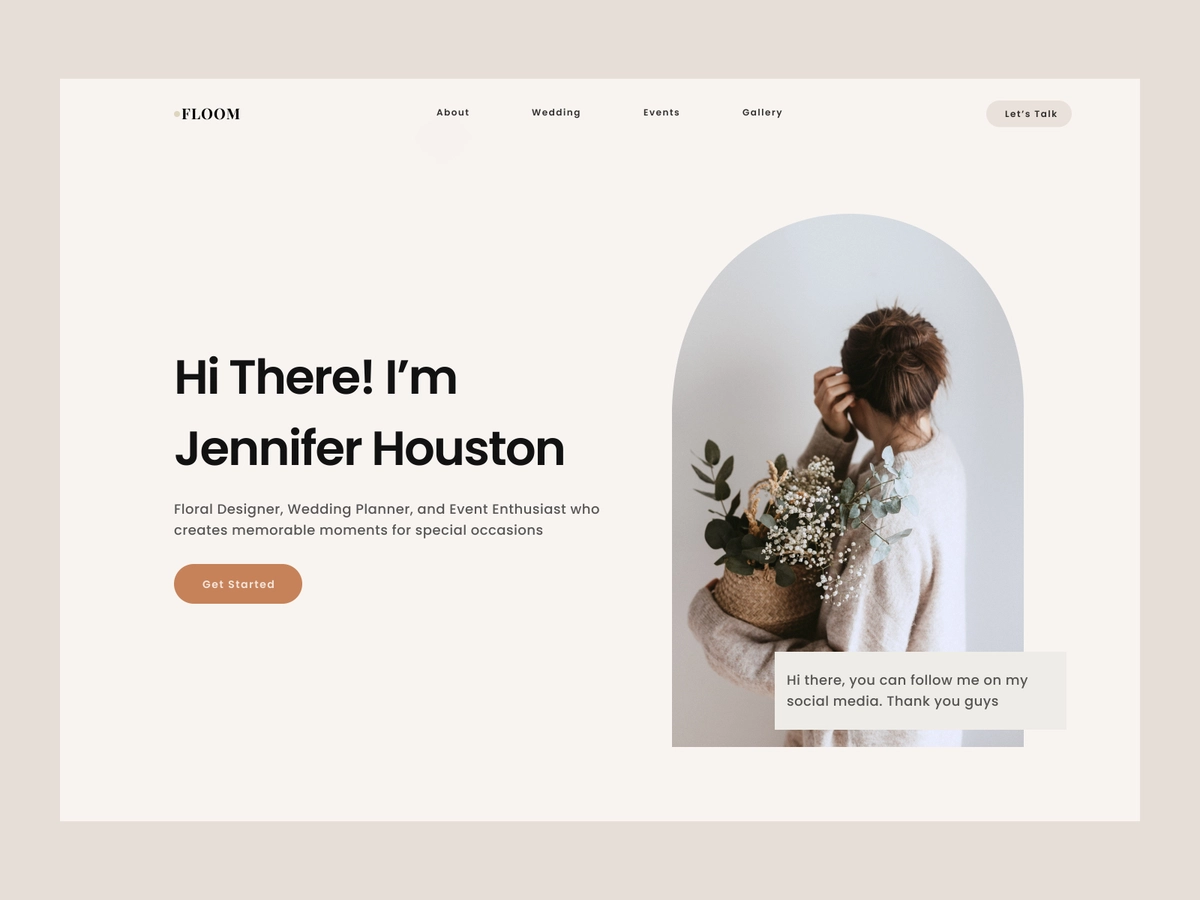 FLOOM
About
Wedding
Events
Gallery
Let's Talk
Hi There! I’m
Jennifer Houston
Floral Designer, Wedding Planner, and Event Enthusiast who
creates memorable moments for special occasions
Get Started
Hi there, you can follow me on my
social media. Thank you guys